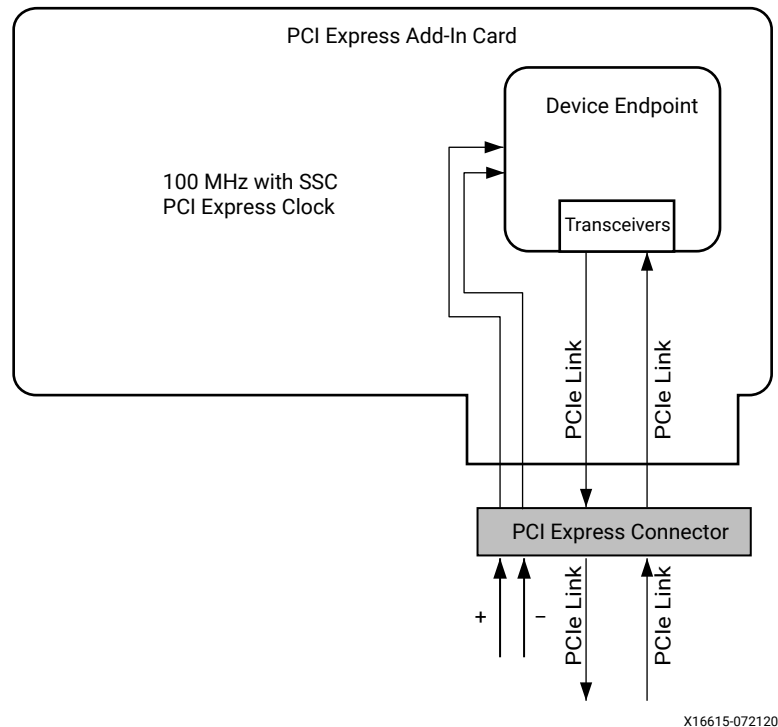 PCI Express Add-In Card
Device Endpoint
100 MHz with SSC
PCI Express Clock
Transceivers
PCIe Link
PCIe Link
PCI Express Connector
+
–
PCIe Link
PCIe Link
X16615-072120